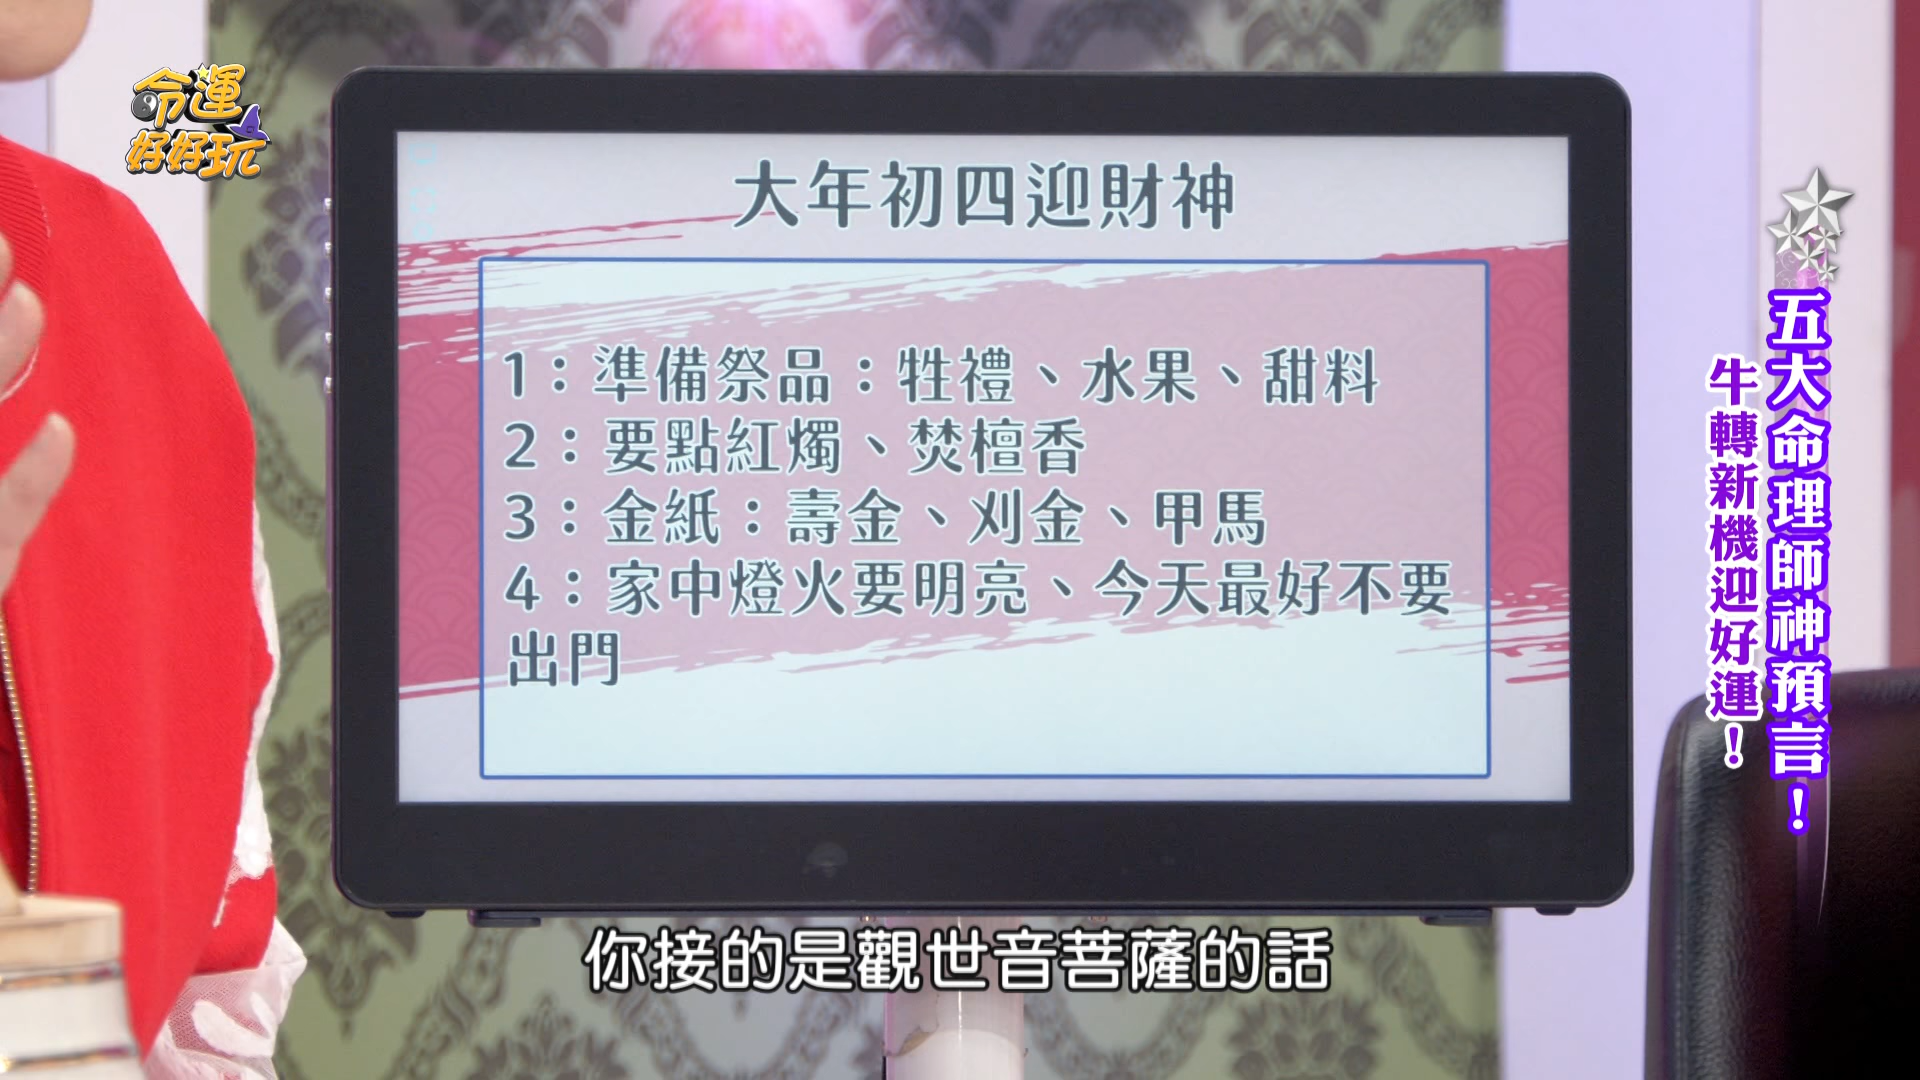 命運
好好玩
大年初四迎財神
1：準備祭品：牲禮、水果、甜料
2：要點紅燭、焚檀香
3：金紙：壽金、刈金、甲馬
4：家中燈火要明亮、今天最好不要
出門
五大命理師神預言！
牛轉新機迎好運！
你接的是觀世音菩薩的話